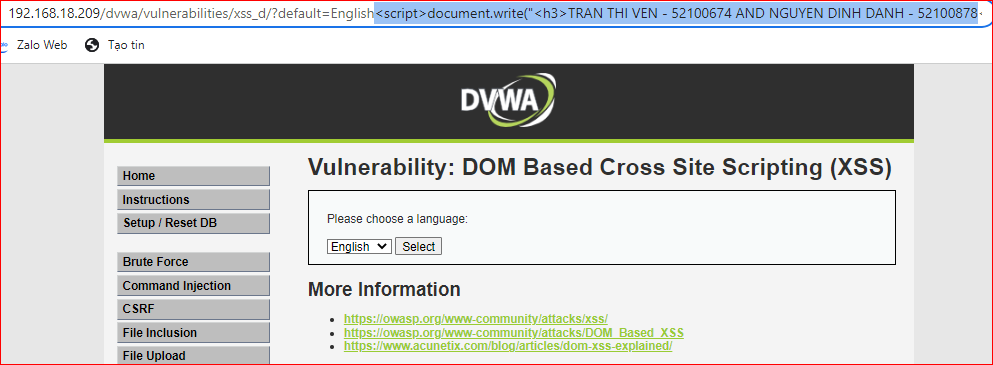 192.168.18.209/dvwa/vulnerabilities/xss_d/?default=English<script>document.write("<h3>TRAN THI VEN - 52100674 AND NGUYEN DINH DANH - 52100878<
Zalo Web Tạo tin
DVWA
Vulnerability: DOM Based Cross Site Scripting (XSS)
Home
Instructions
Setup / Reset DB
Please choose a language:
English Select
Brute Force
Command Injection
CSRF
File Inclusion
File Upload
More Information
https://owasp.org/www-community/attacks/xss/
https://owasp.org/www-community/attacks/DOM_Based_XSS
https://www.acunetix.com/blog/articles/dom-xss-explained/